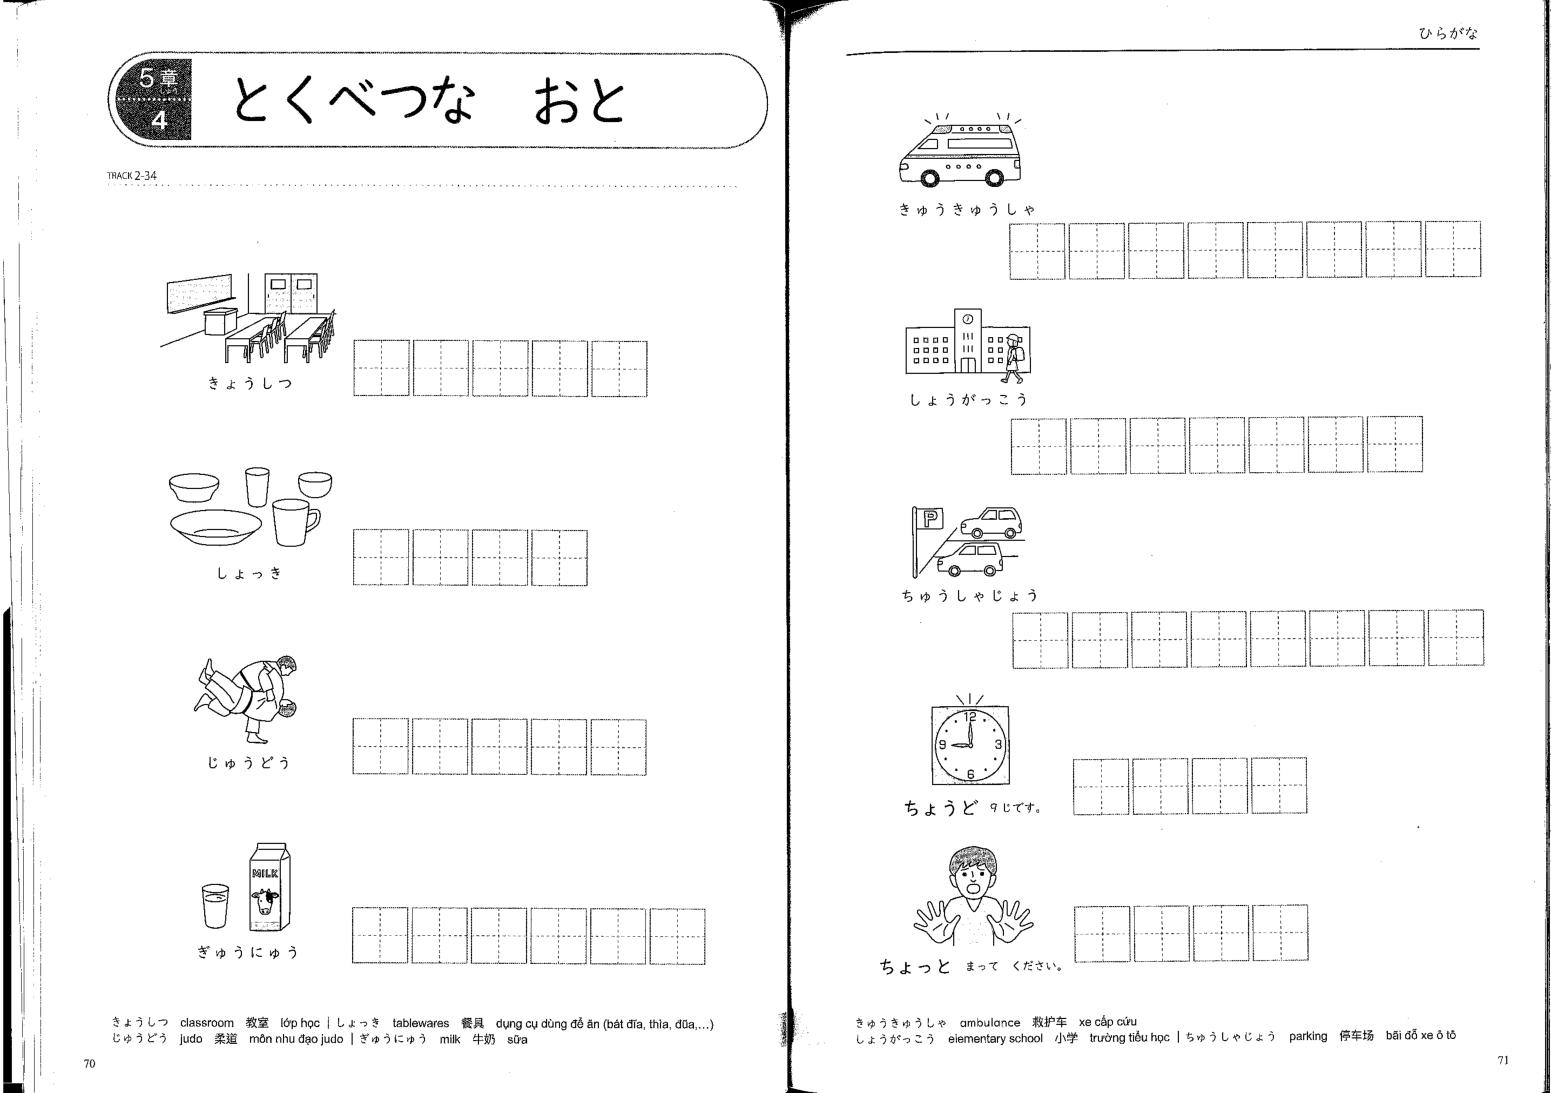 5章
4
とくべつな おと
TRACK 2-34
きょうしつ
しょっき
じゅうどう
MILK
ぎゅうにゅう
きょうしつ classroom 教室 lớp học | しょっき tablewares 餐具 dụng cụ dùng để ăn (bát đĩa, thìa, đũa,...)
じゅうどう judo 柔道 môn nhu đạo judo | ぎゅうにゅう milk 牛奶 sữa
70
ひらがな
きゅうきゅうしゃ
しょうがっこう
P
ちゅうしゃじょう
12
9 3
6
ちょうど 9じです。
ちょっと まって ください。
きゅうきゅうしゃ ambulance 救护车 xe cấp cứu
しょうがっこう elementary school 小学 trường tiểu học | ちゅうしゃじょう parking 停车场 bãi đỗ xe ô tô
71